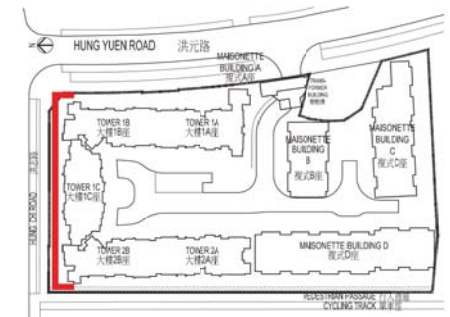 N
HUNG YUEN ROAD 洪元路
MAISONETTE
BUILDING A
複式A座
TRANS-
FORMER
BUILDING
變壓房
TOWER 1B
大樓1B座
TOWER 1A
大樓1A座
MAISONETTE
BUILDING
B
複式B座
MAISONETTE
BUILDING
C
複式C座
TOWER 1C
大樓1C座
HUNG CHI ROAD
TOWER 2B
大樓2B座
TOWER 2A
大樓2A座
MAISONETTE BUILDING D
複式D座
PEDESTRIAN PASSAGE 行人通道
CYCLING TRACK 單車徑